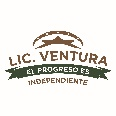 LIC. VENTURA
EL PROGRESO ES
INDEPENDIENTE